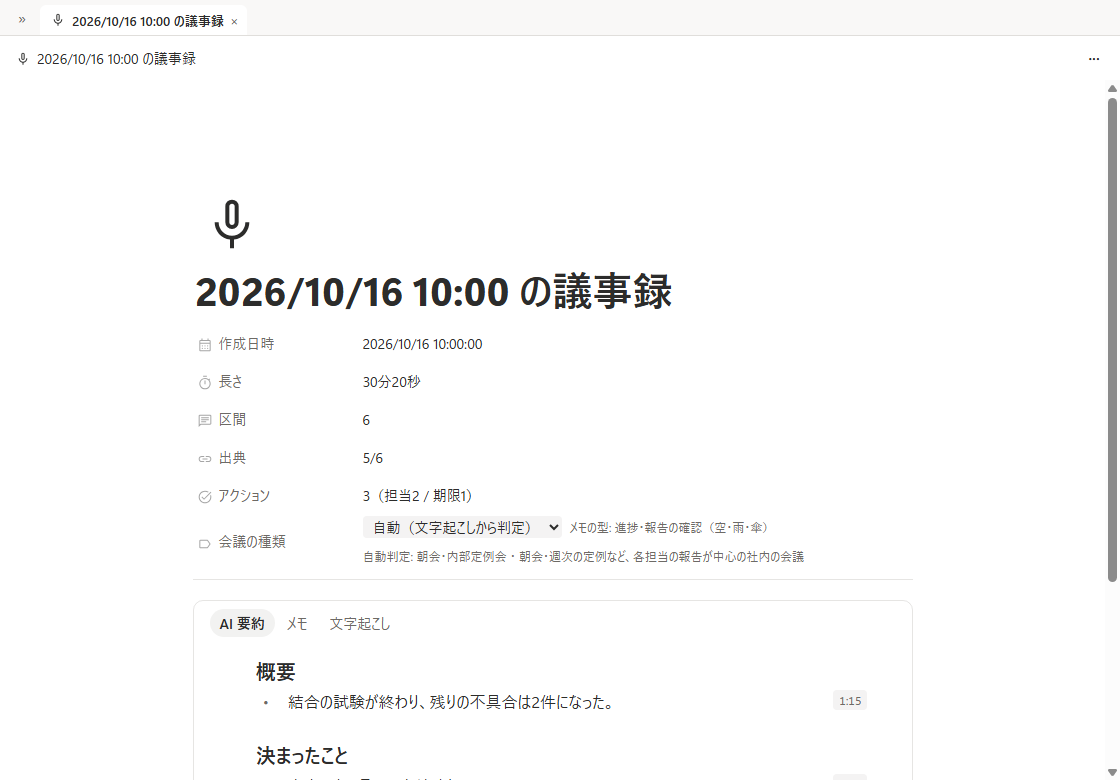 » 2026/10/16 10:00 の議事録 ×
2026/10/16 10:00 の議事録 ...
2026/10/16 10:00 の議事録
作成日時 2026/10/16 10:00:00
長さ 30分20秒
区間 6
出典 5/6
アクション 3（担当2 / 期限1）
会議の種類 自動（文字起こしから判定） メモの型: 進捗・報告の確認（空・雨・傘）
自動判定: 朝会・内部定例会 ・ 朝会・週次の定例など、各担当の報告が中心の社内の会議
AI 要約 メモ 文字起こし
概要
• 結合の試験が終わり、残りの不具合は2件になった。 1:15
決まったこと